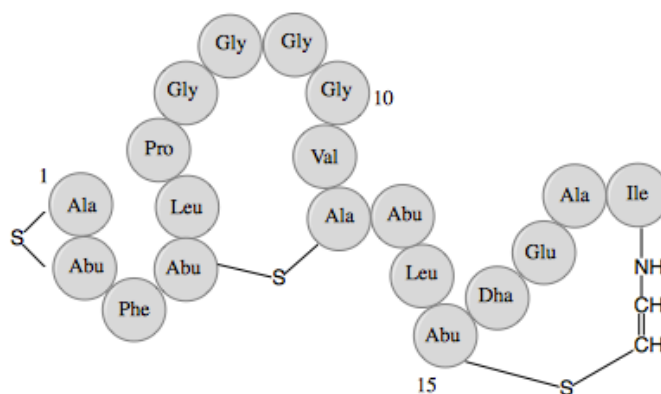 Gly Gly
Gly Gly 10
Pro Val
1
Ala Ile
Ala Leu Ala Abu
S
Glu
Abu Abu S Leu NH
Dha
Phe CH
Abu CH
15 S